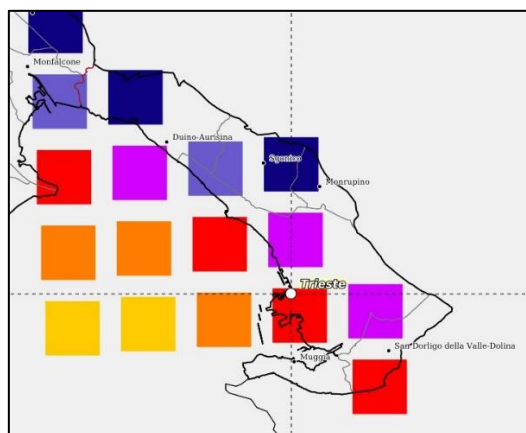 Monfalcone
Duino-Aurisina
Sgonico
Monrupino
Trieste
San Dorligo della Valle-Dolina
Muggia